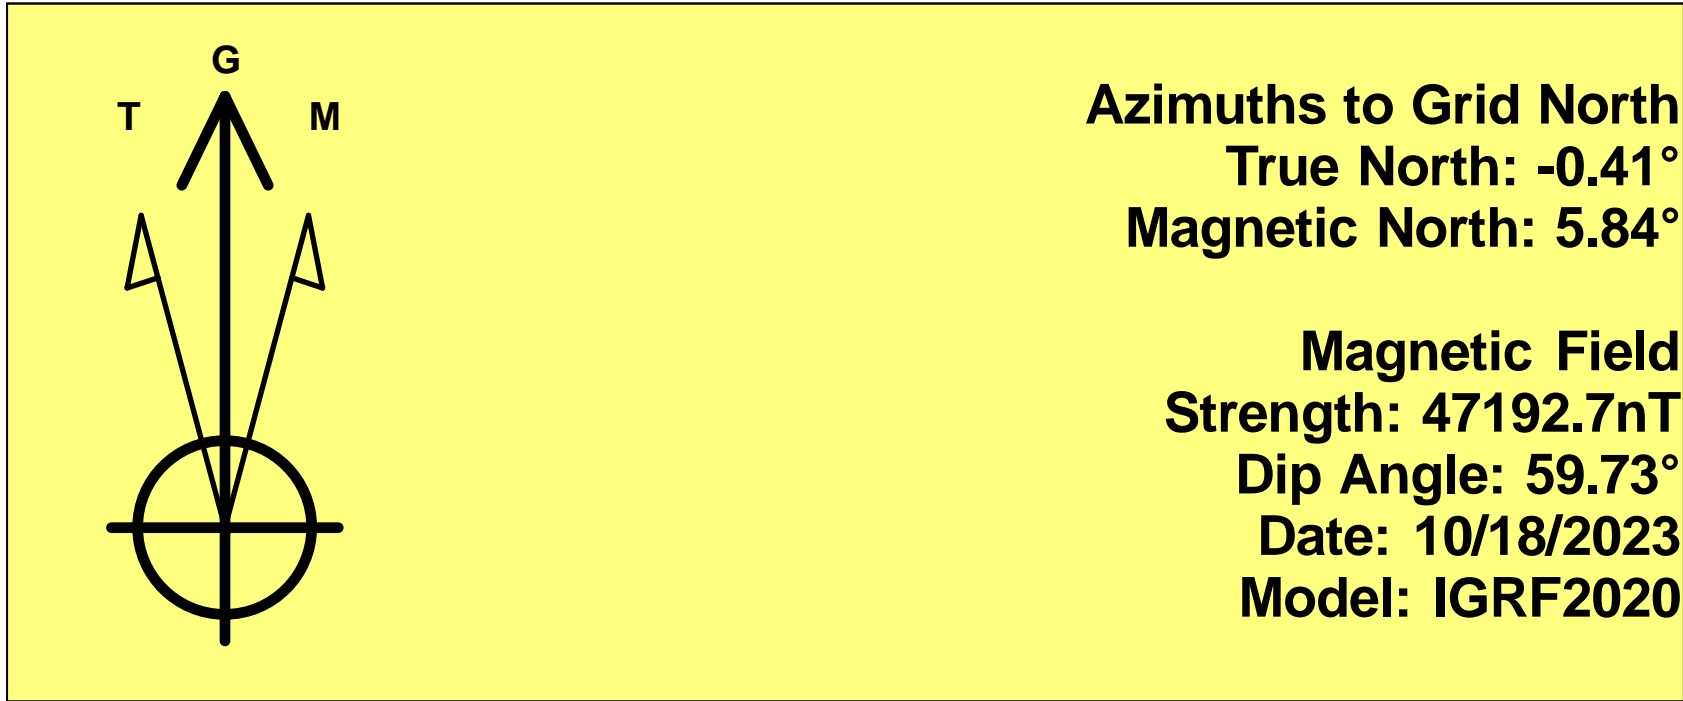 G
T M
Azimuths to Grid North
True North: -0.41°
Magnetic North: 5.84°
Magnetic Field
Strength: 47192.7nT
Dip Angle: 59.73°
Date: 10/18/2023
Model: IGRF2020